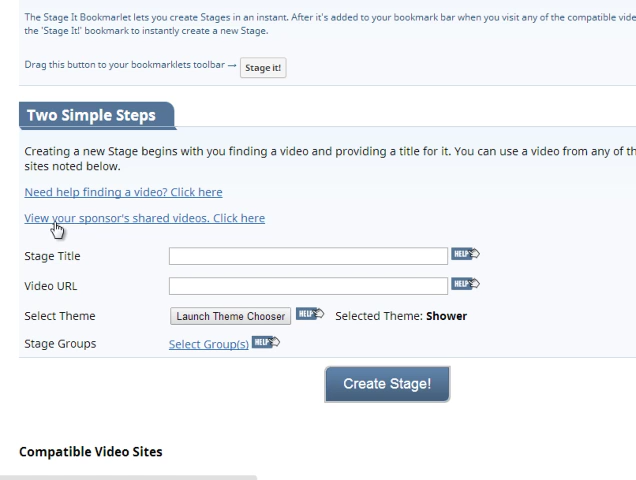 The Stage It Bookmarlet lets you create Stages in an instant. After it's added to your bookmark bar when you visit any of the compatible
the 'Stage It!' bookmark to instantly create a new Stage.
Drag this button to your bookmarklets toolbar → Stage it!
Two Simple Steps
Creating a new Stage begins with you finding a video and providing a title for it. You can use a video from any of
sites noted below.
Need help finding a video? Click here
View your sponsor's shared videos. Click here
Stage Title HELP
Video URL HELP
Select Theme Launch Theme Chooser HELP Selected Theme: Shower
Stage Groups Select Group(s) HELP
Create Stage!
Compatible Video Sites